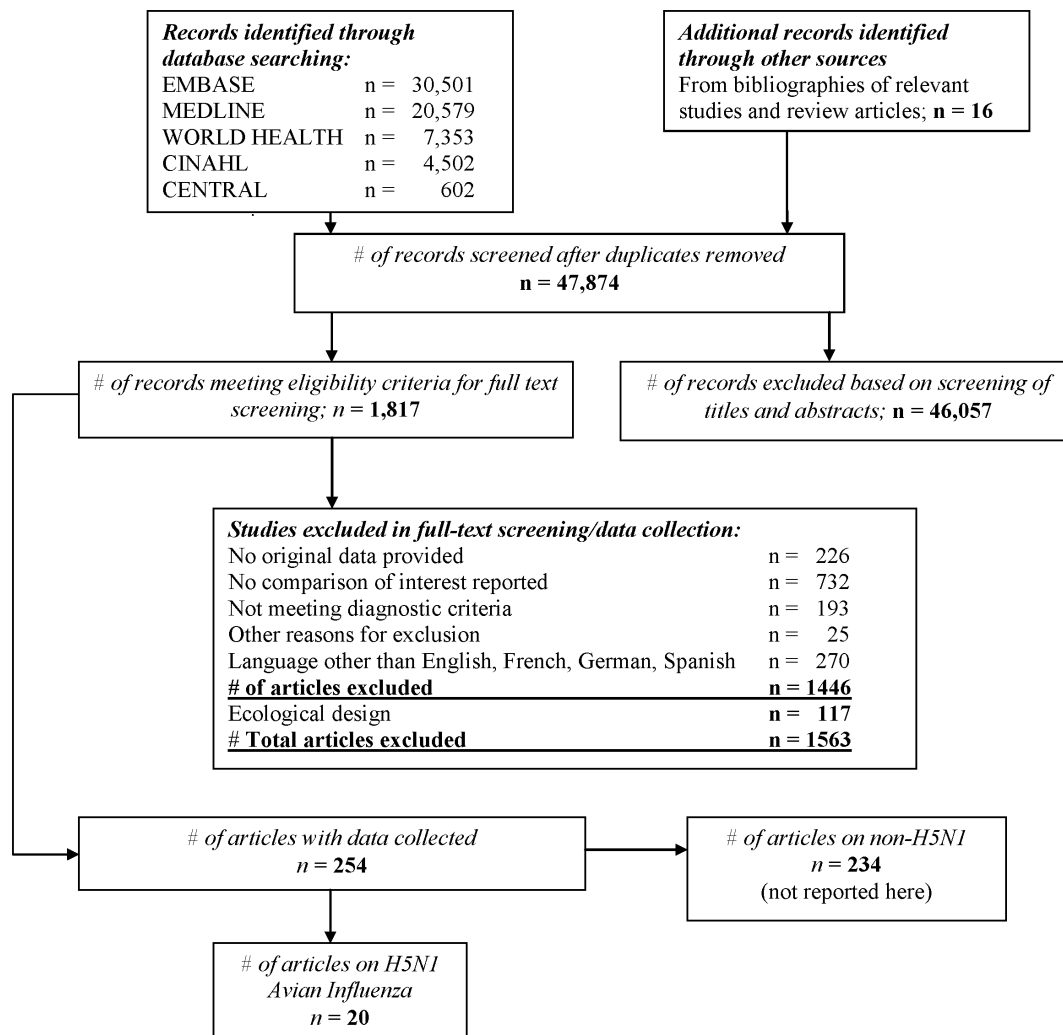 Records identified through
database searching:
EMBASE n = 30,501
MEDLINE n = 20,579
WORLD HEALTH n = 7,353
CINAHL n = 4,502
CENTRAL n = 602
Additional records identified
through other sources
From bibliographies of relevant
studies and review articles; n = 16
# of records screened after duplicates removed
n = 47,874
# of records meeting eligibility criteria for full text
screening; n = 1,817
# of records excluded based on screening of
titles and abstracts; n = 46,057
Studies excluded in full-text screening/data collection:
No original data provided n = 226
No comparison of interest reported n = 732
Not meeting diagnostic criteria n = 193
Other reasons for exclusion n = 25
Language other than English, French, German, Spanish n = 270
# of articles excluded n = 1446
Ecological design n = 117
# Total articles excluded n = 1563
# of articles with data collected
n = 254
# of articles on non-H5N1
n = 234
(not reported here)
# of articles on H5N1
Avian Influenza
n = 20